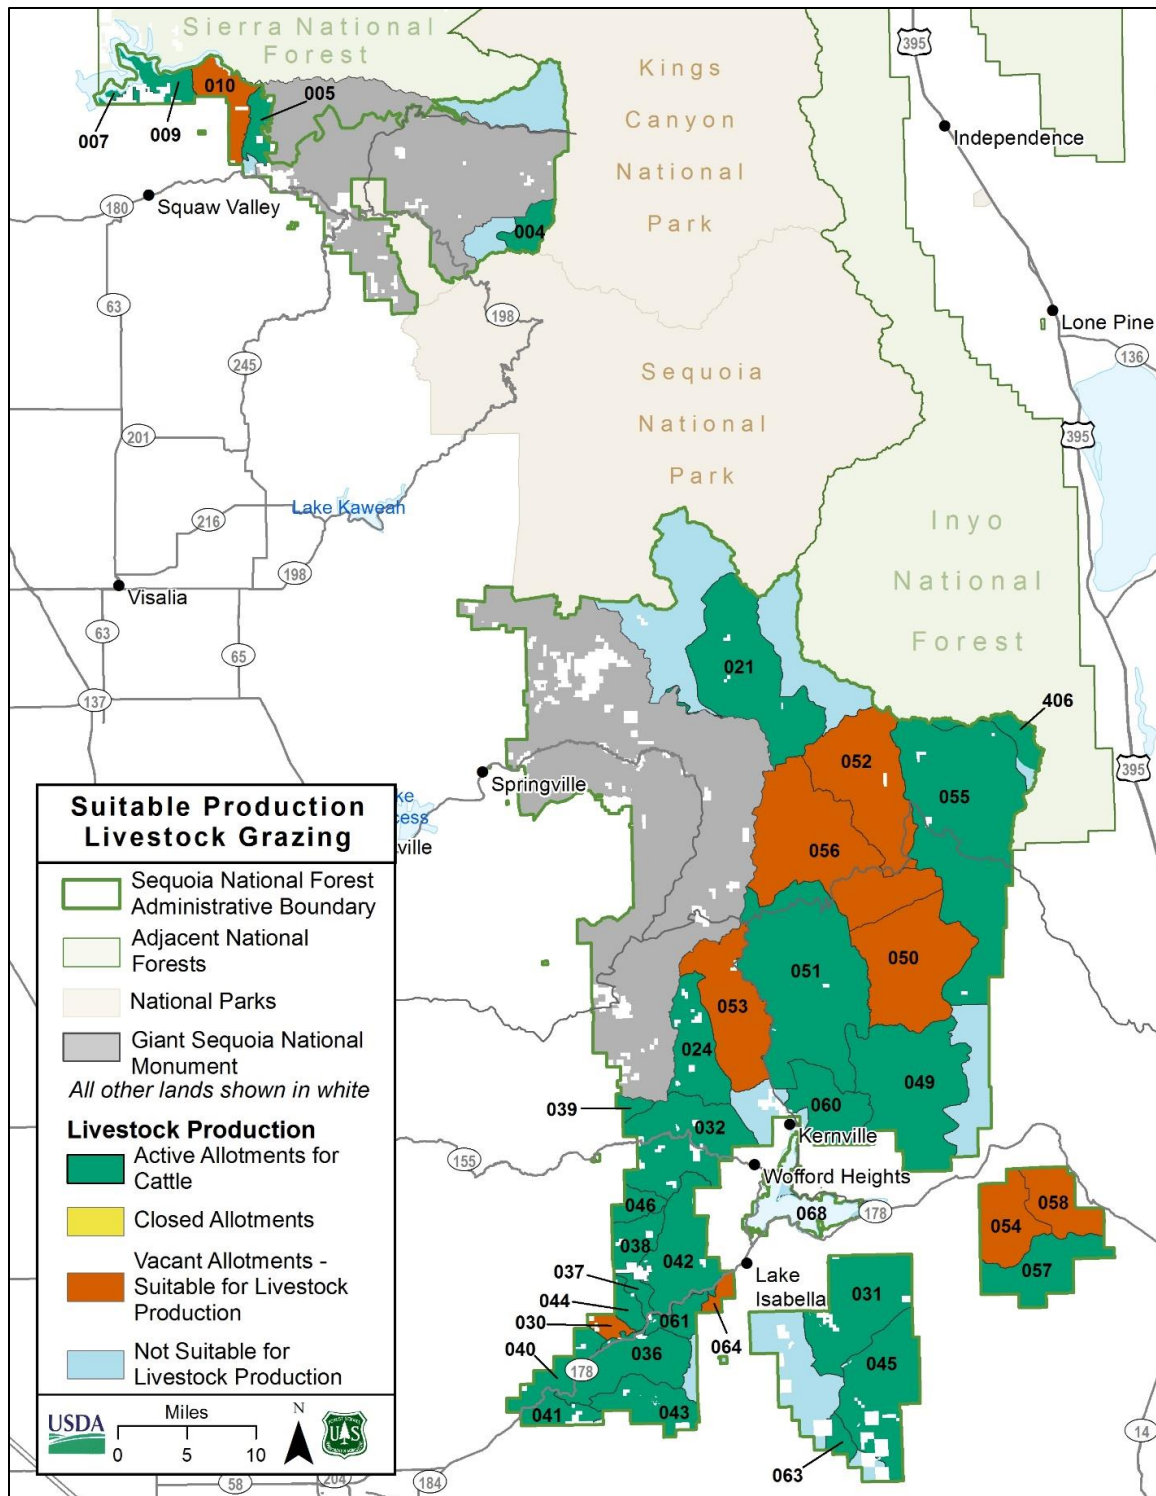 Sierra National
Forest
395
Kings
Canyon
National
Park
010
005
007
009
Independence
180
Squaw Valley
004
63
198
Lone Pine
136
245
Sequoia
National
Park
395
201
Lake Kaweah
216
Inyo
National
Forest
198
Visalia
63
65
137
021
406
052
055
395
Springville
056
051
050
053
024
049
039
060
032
Kernville
155
Wofford Heights
046
068
178
058
054
038
042
057
037
Lake
Isabella
031
044
030
061
064
040
036
178
045
041
043
063
14
58
204
184
Suitable Production
Livestock Grazing
Sequoia National Forest
Administrative Boundary
Adjacent National
Forests
National Parks
Giant Sequoia National
Monument
All other lands shown in white
Livestock Production
Active Allotments for
Cattle
Closed Allotments
Vacant Allotments -
Suitable for Livestock
Production
Not Suitable for
Livestock Production
USDA
Miles
0 5 10
N
FOREST SERVICE
U S